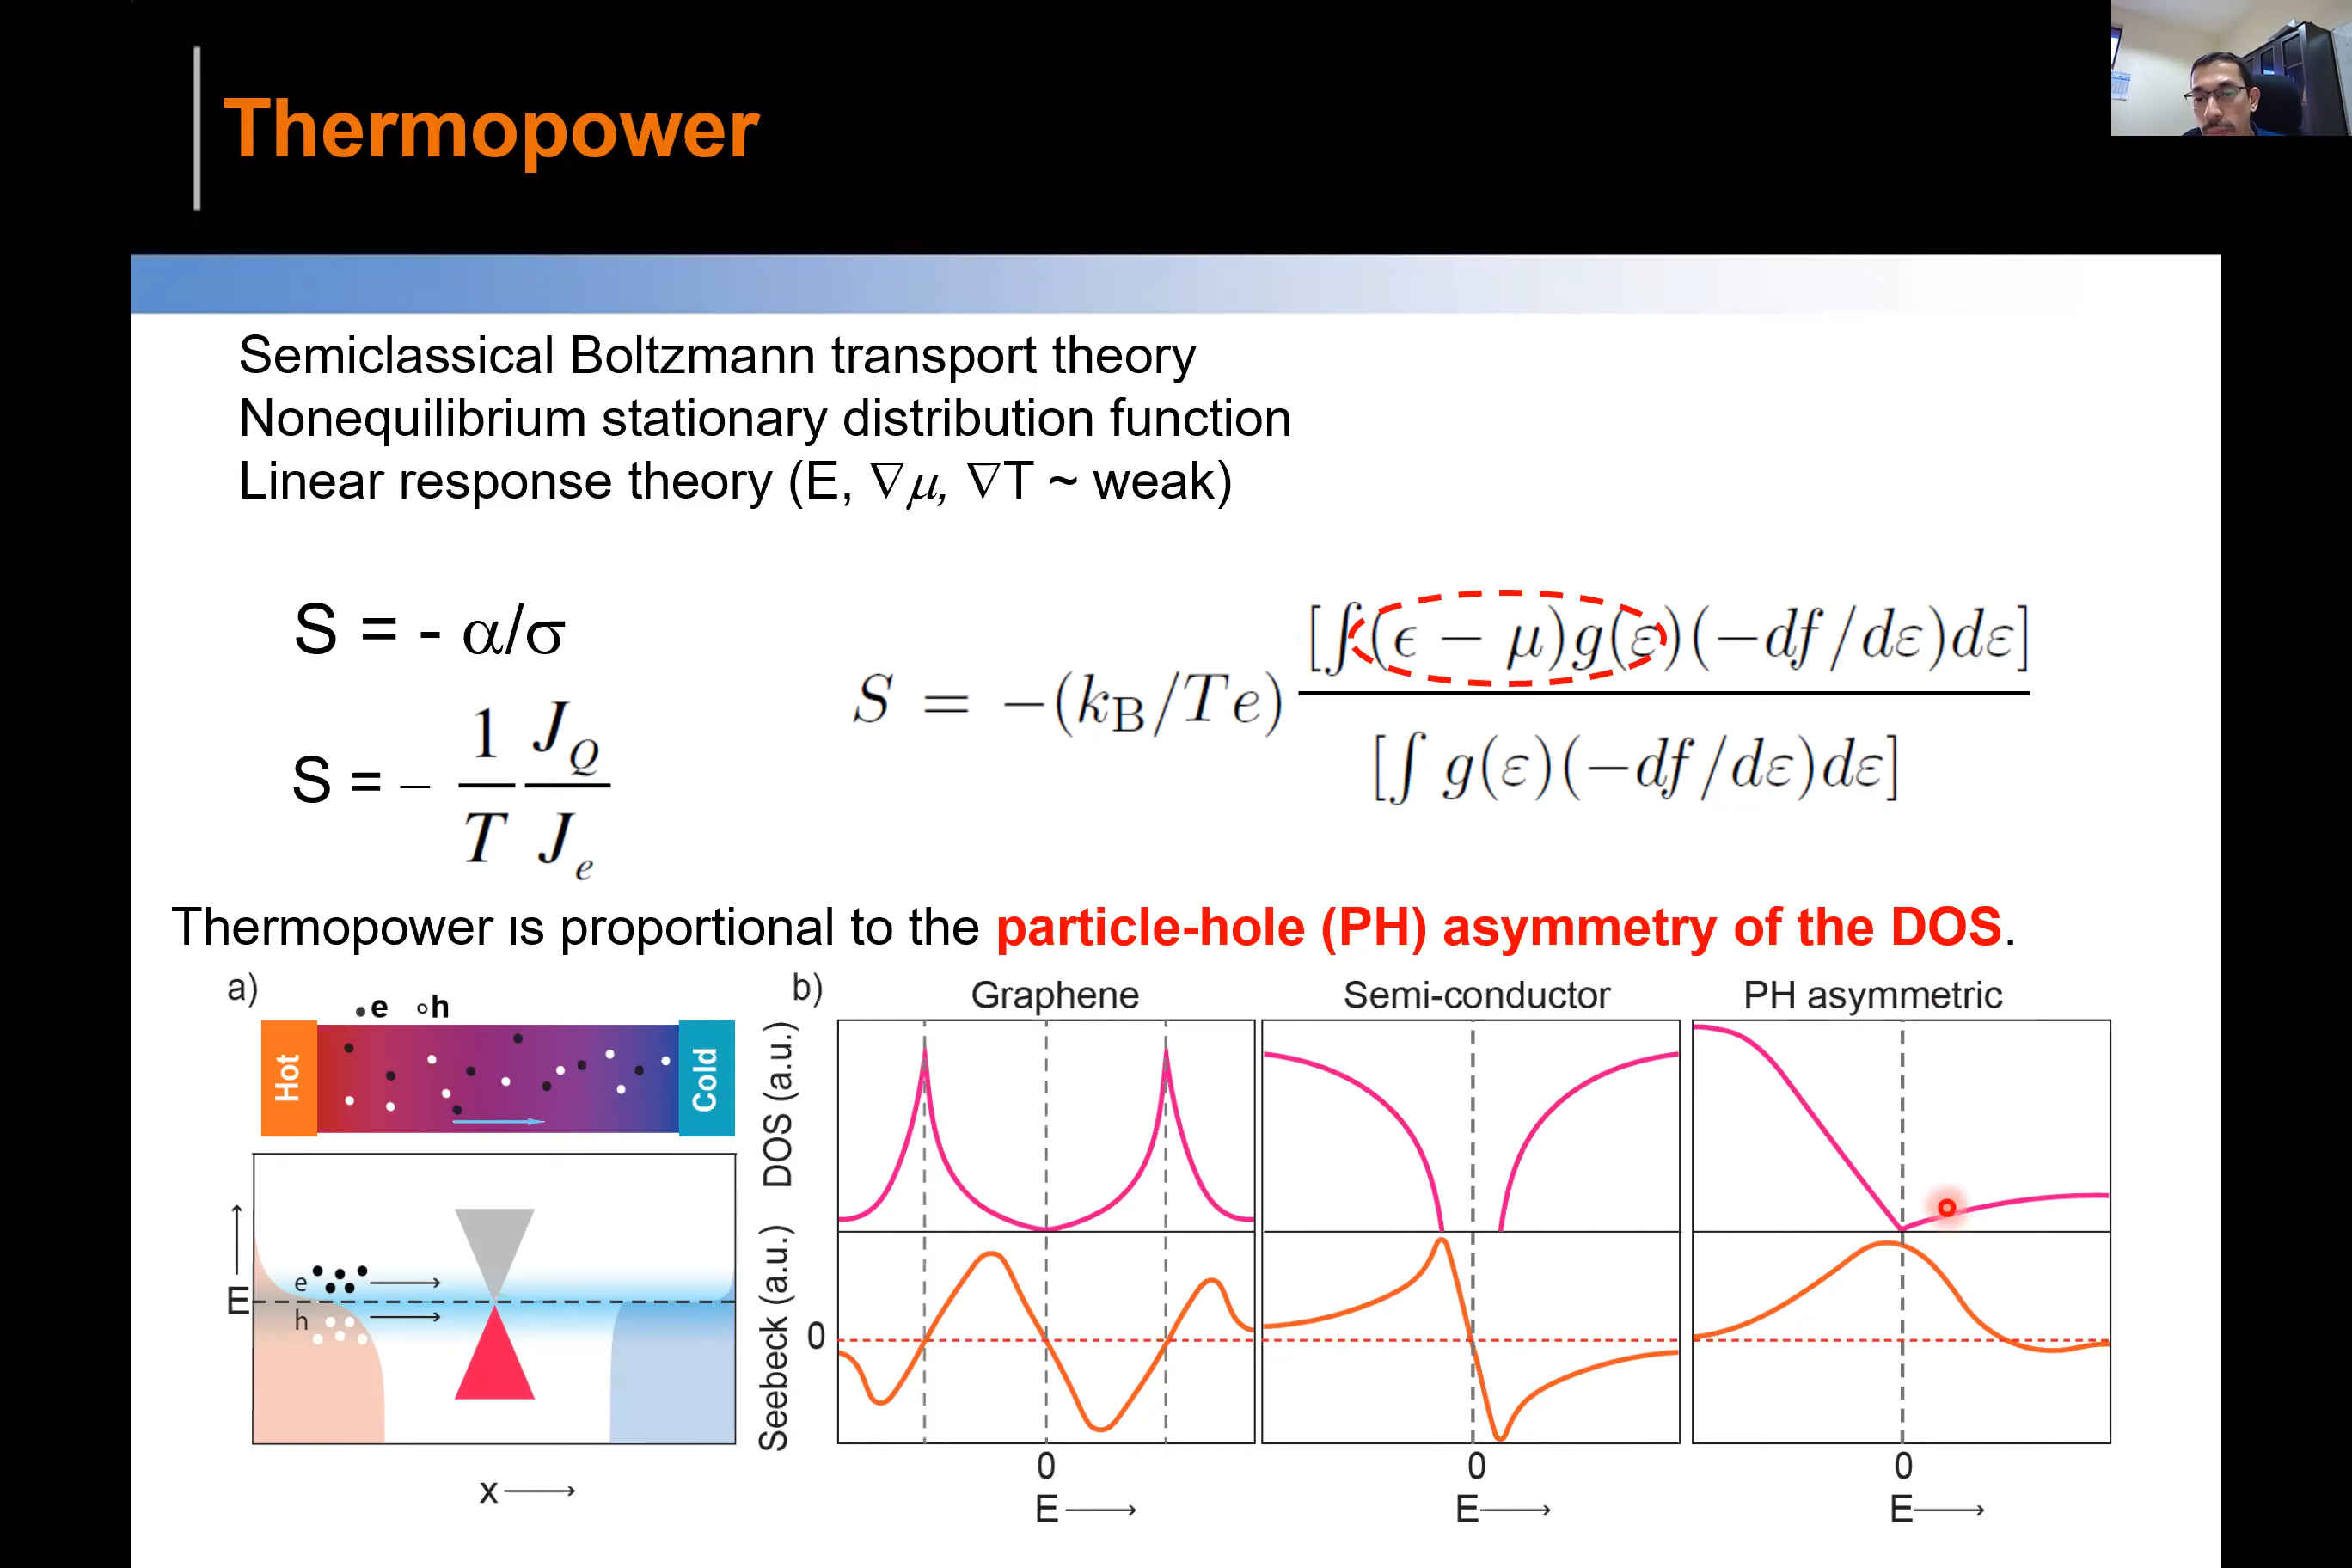 Thermopower
Semiclassical Boltzmann transport theory
Nonequilibrium stationary distribution function
Linear response theory (E, ∇μ, ∇T ~ weak)
S = - α/σ
S = – 1/T J_Q/J_e
S = −(k_B/Te) [∫(ϵ − μ)g(ε)(−df/dε)dε] / [∫ g(ε)(−df/dε)dε]
Thermopower ıs proportional to the particle-hole (PH) asymmetry of the DOS.
a)
e h
Hot
Cold
E
E
e
h
x
b)
Graphene
Semi-conductor
PH asymmetric
DOS (a.u.)
Seebeck (a.u.)
0
0
0
0
E
E
E